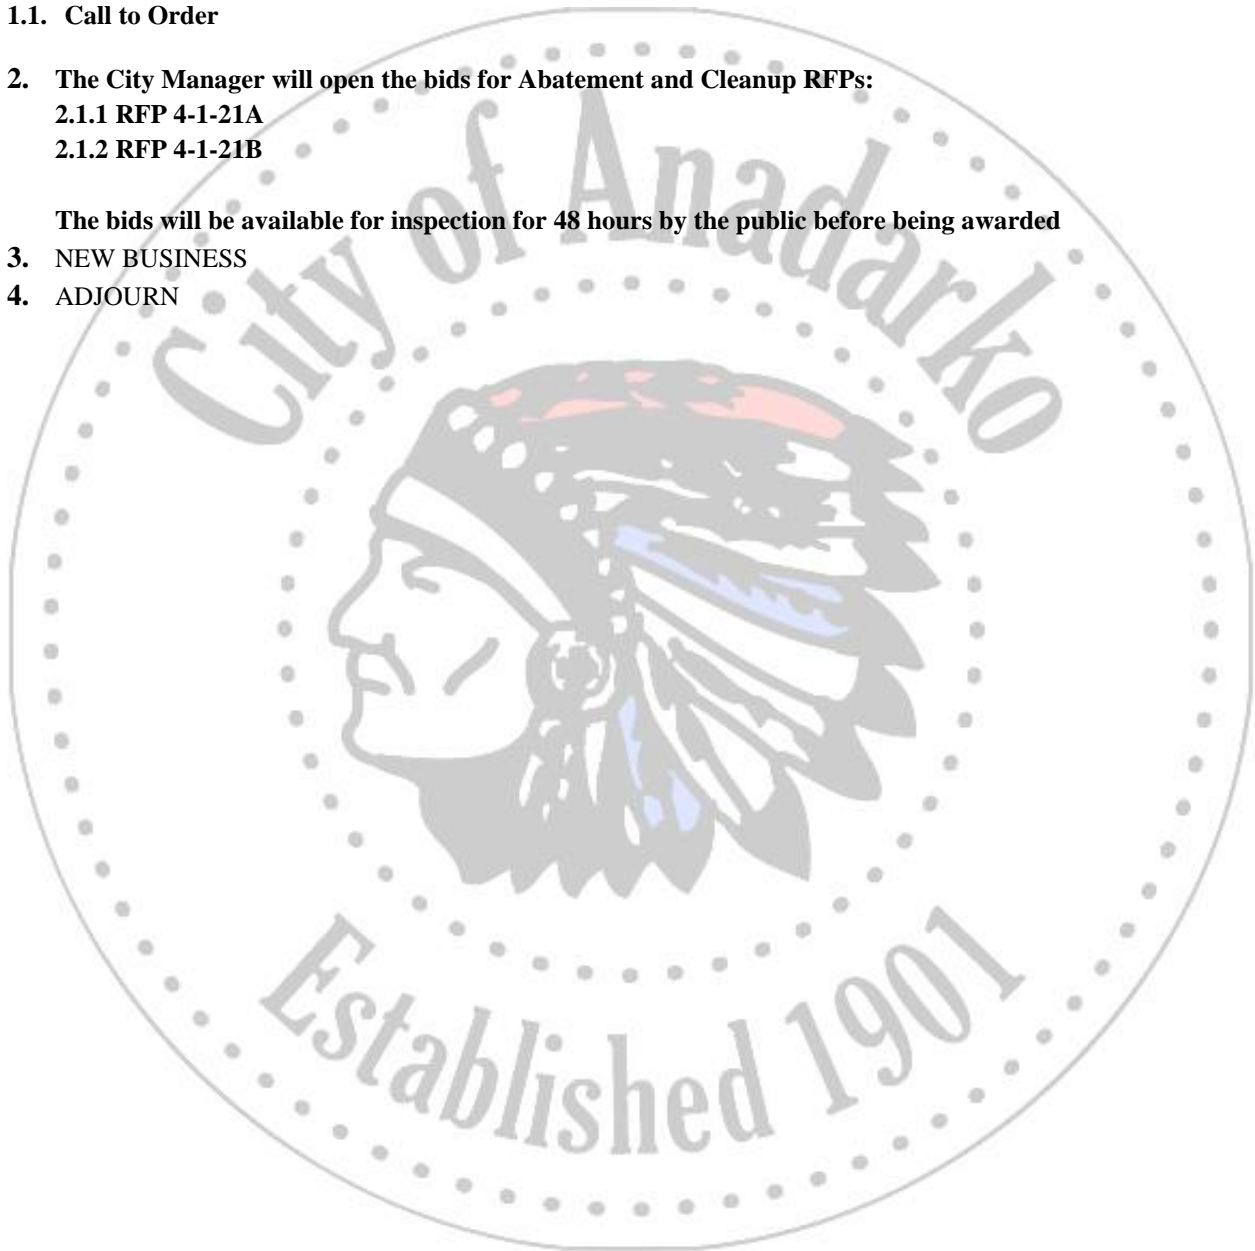 1.1. Call to Order
2. The City Manager will open the bids for Abatement and Cleanup RFPs:
2.1.1 RFP 4-1-21A
2.1.2 RFP 4-1-21B
The bids will be available for inspection for 48 hours by the public before being awarded
3. NEW BUSINESS
4. ADJOURN
City of Anadarko
Established 1901